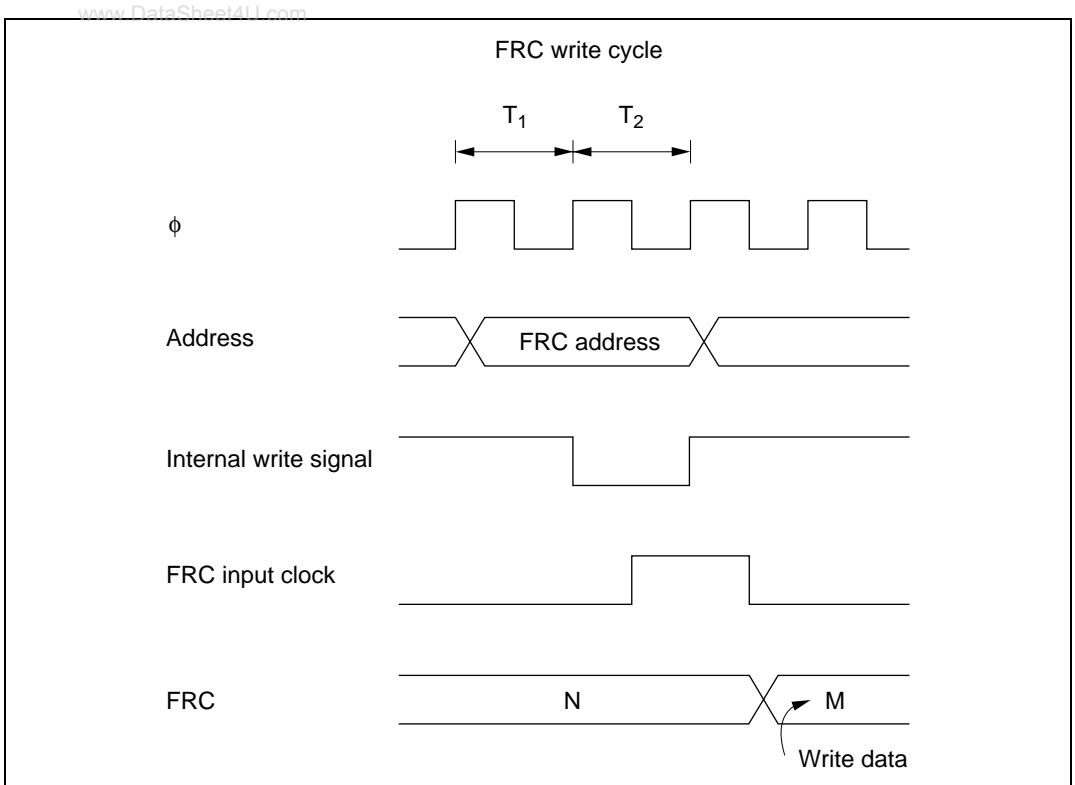 www.DataSheet4U.com
FRC write cycle
T1 T2
ϕ
Address
FRC address
Internal write signal
FRC input clock
FRC
N
M
Write data